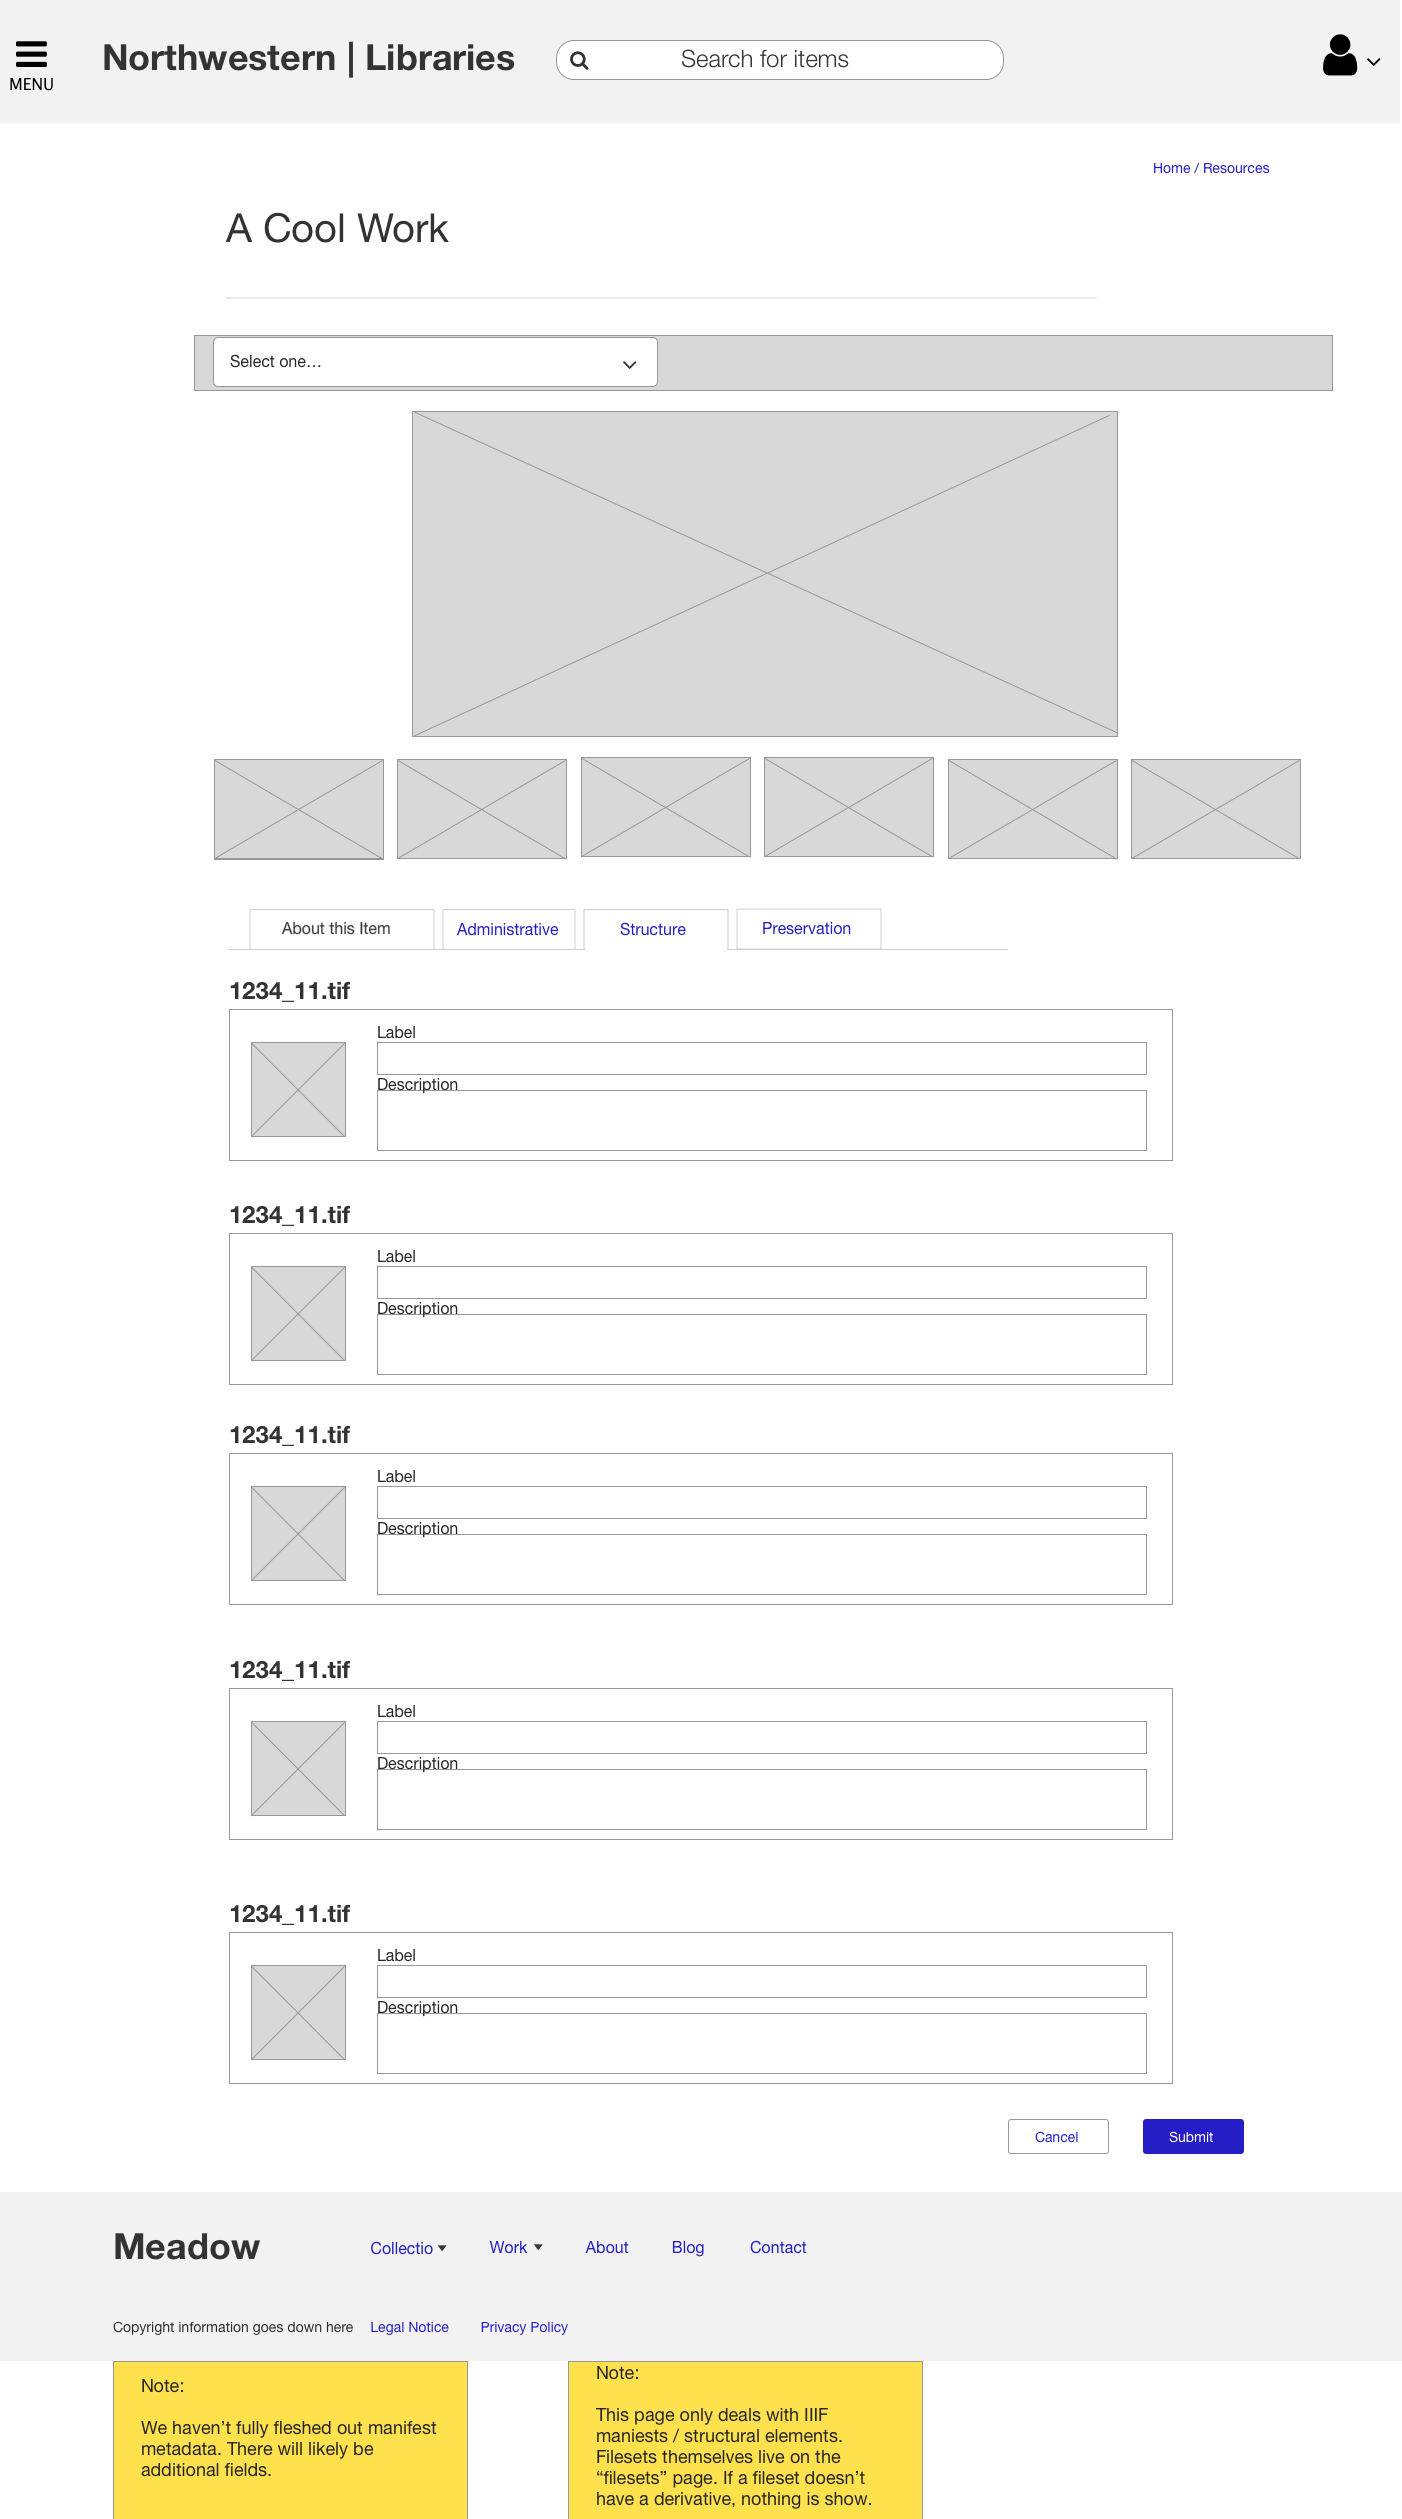 MENU
Northwestern | Libraries
Search for items
Home / Resources
A Cool Work
Select one...
About this Item
Administrative
Structure
Preservation
1234_11.tif
Label
Description
1234_11.tif
Label
Description
1234_11.tif
Label
Description
1234_11.tif
Label
Description
1234_11.tif
Label
Description
Cancel
Submit
Meadow
Collectio
Work
About
Blog
Contact
Copyright information goes down here
Legal Notice
Privacy Policy
Note:
We haven’t fully fleshed out manifest
metadata. There will likely be
additional fields.
Note:
This page only deals with IIIF
maniests / structural elements.
Filesets themselves live on the
“filesets” page. If a fileset doesn’t
have a derivative, nothing is show.